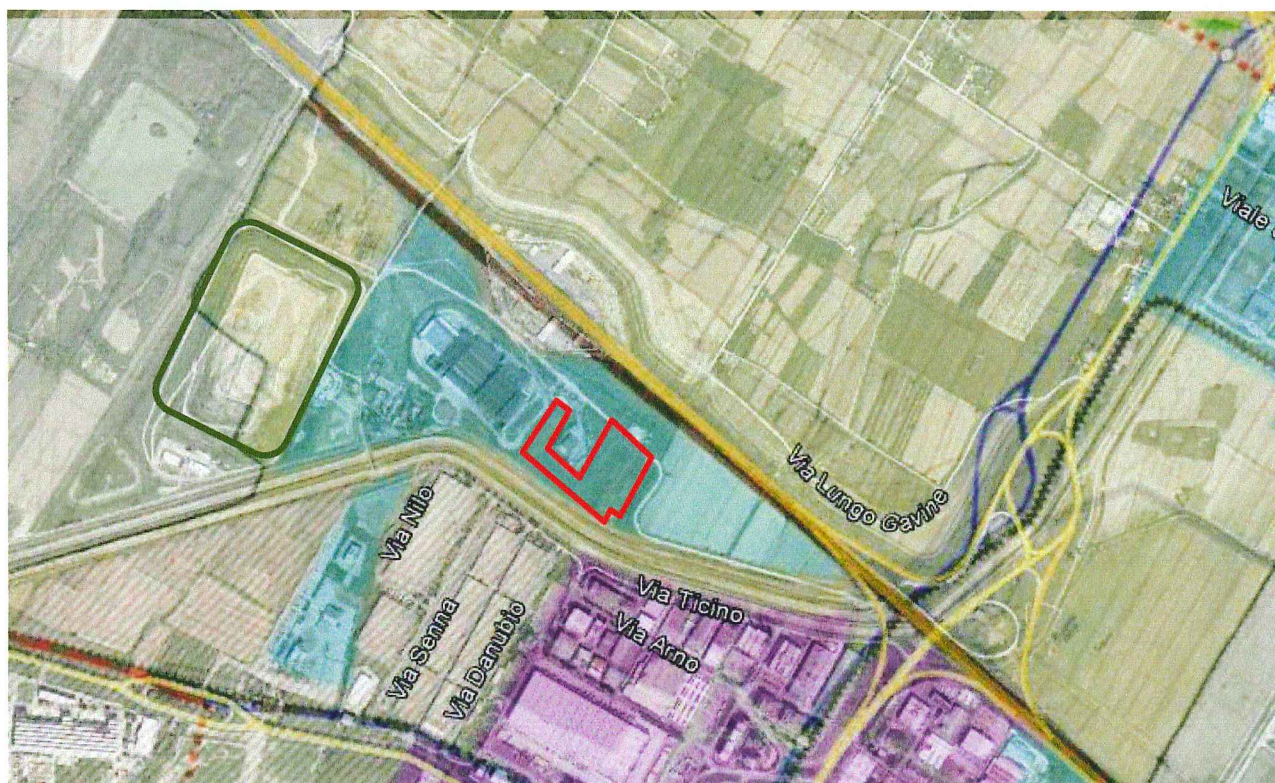 Viale
Via Lungo Gavine
Via Nilo
Via Ticino
Via Senna
Via Arno
Via Danubio